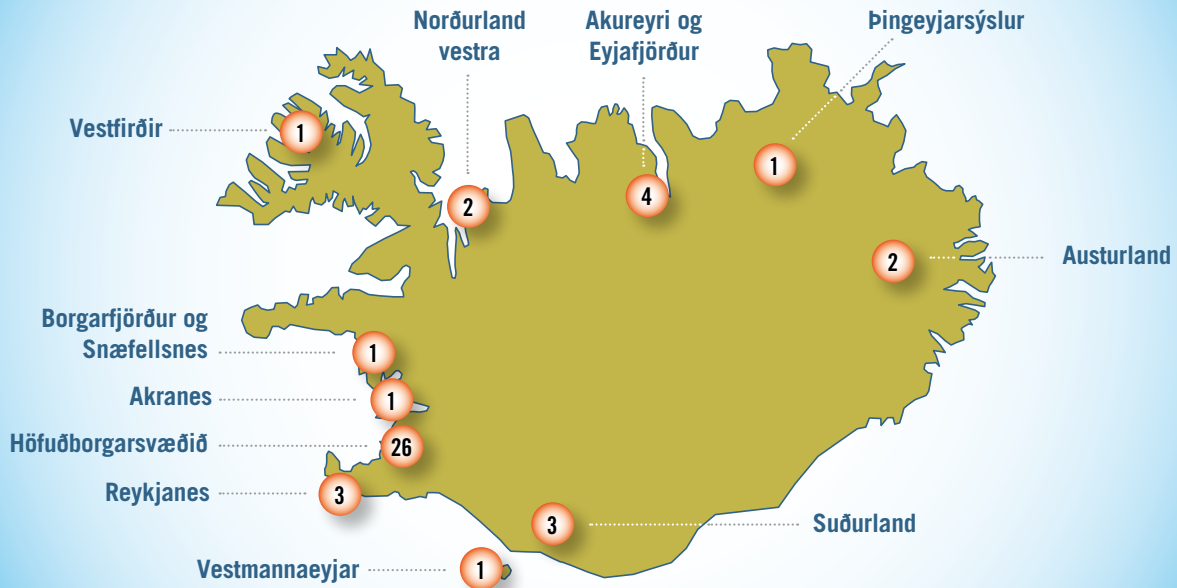 Norðurland
vestra
Akureyri og
Eyjafjörður
Þingeyjarsýslur
Vestfirðir
1
2
4
1
2
Austurland
Borgarfjörður og
Snæfellsnes
1
Akranes
1
Höfuðborgarsvæðið
26
Reykjanes
3
3
Suðurland
Vestmannaeyjar
1